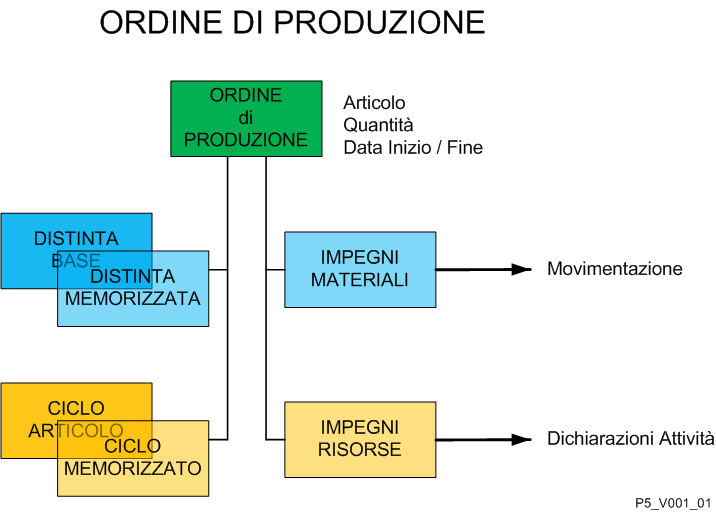 ORDINE DI PRODUZIONE
ORDINE
di
PRODUZIONE
Articolo
Quantità
Data Inizio / Fine
DISTINTA
BASE
DISTINTA
MEMORIZZATA
IMPEGNI
MATERIALI
Movimentazione
CICLO
ARTICOLO
CICLO
MEMORIZZATO
IMPEGNI
RISORSE
Dichiarazioni Attività
P5_V001_01